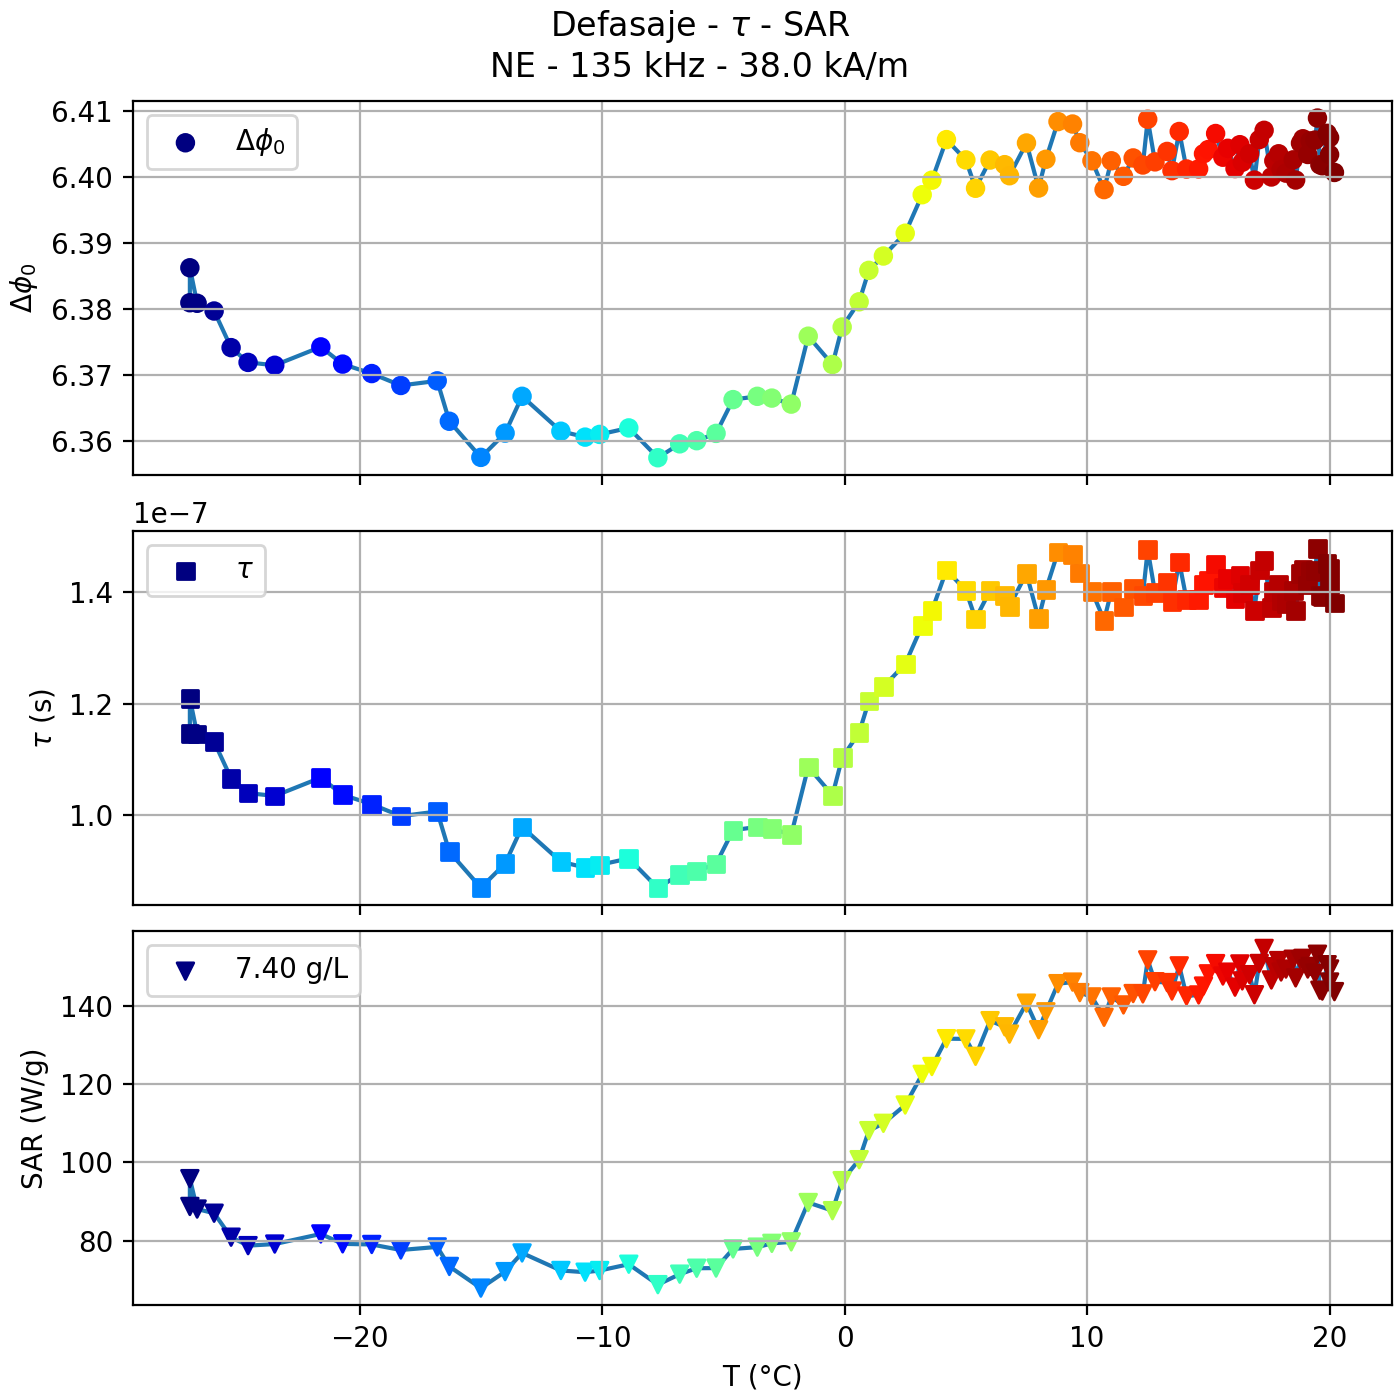 Defasaje - τ - SAR
NE - 135 kHz - 38.0 kA/m
6.41
6.40
6.39
6.38
6.37
6.36
Δϕ₀
Δϕ₀
1e−7
1.4
1.2
1.0
τ (s)
τ
140
120
100
80
SAR (W/g)
7.40 g/L
−20
−10
0
10
20
T (°C)